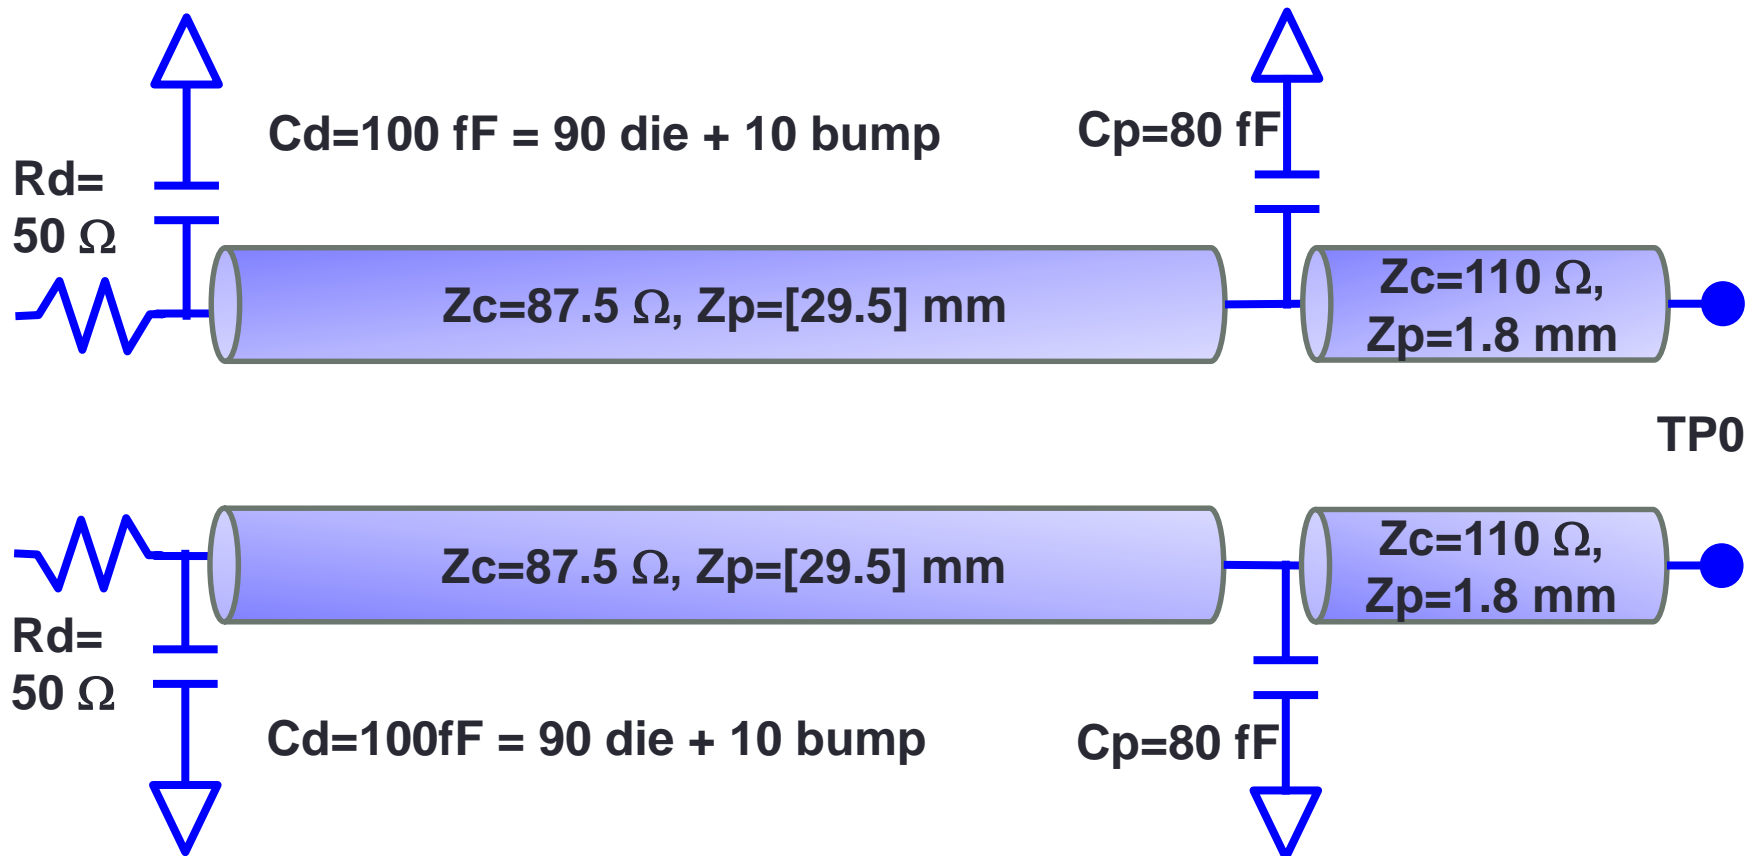 Cd=100 fF = 90 die + 10 bump
Cp=80 fF
Rd=
50 Ω
Zc=87.5 Ω, Zp=[29.5] mm
Zc=110 Ω,
Zp=1.8 mm
TP0
Zc=87.5 Ω, Zp=[29.5] mm
Zc=110 Ω,
Zp=1.8 mm
Rd=
50 Ω
Cd=100fF = 90 die + 10 bump
Cp=80 fF